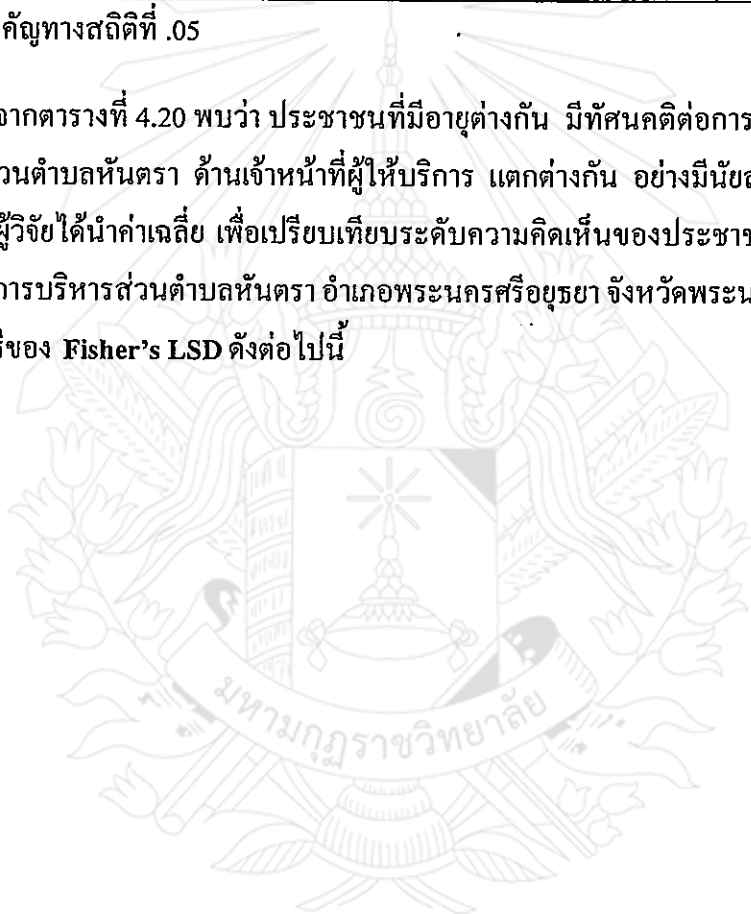 คัญทางสถิติที่ .05
จากตารางที่ 4.20 พบว่า ประชาชนที่มีอายุต่างกัน มีทัศนคติต่อการ
วนตำบลหันตรา ด้านเจ้าหน้าที่ผู้ให้บริการ แตกต่างกัน อย่างมีนัยส
ผู้วิจัยได้นำค่าเฉลี่ย เพื่อเปรียบเทียบระดับความคิดเห็นของประชาช
การบริหารส่วนตำบลหันตรา อำเภอพระนครศรีอยุธยา จังหวัดพระน
ธีของ Fisher's LSD ดังต่อไปนี้
มหามกุฏราชวิทยาลัย